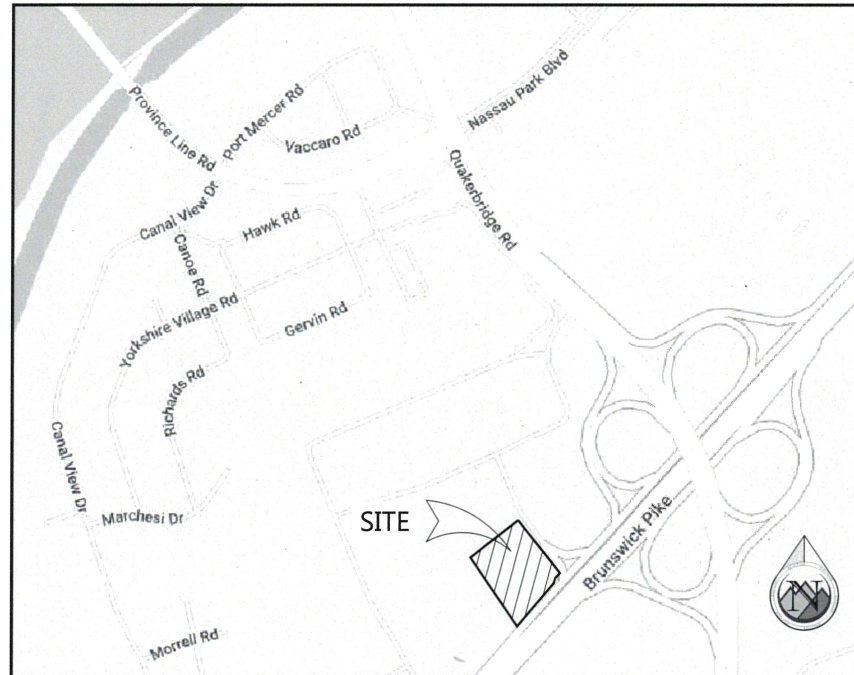 Province Line Rd
Port Mercer Rd
Nassau Park Blvd
Vaccaro Rd
Quakerbridge Rd
Canal View Dr
Hawk Rd
Canoe Rd
Yorkshire Village Rd
Gervin Rd
Richards Rd
Canal View Dr
Marchesi Dr
SITE
Brunswick Pike
N
Morrell Rd